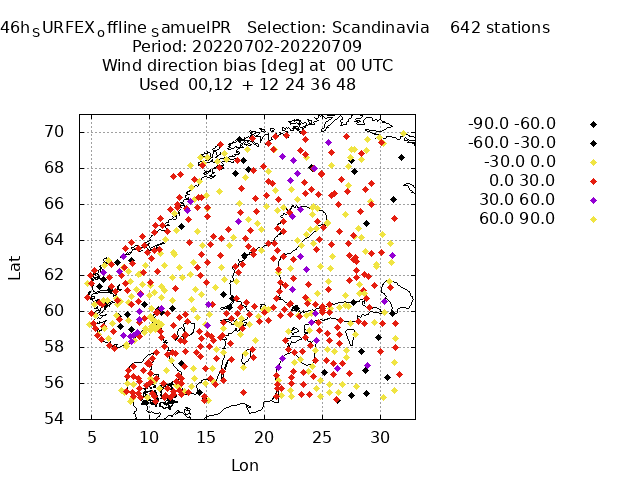 46hSURFEXoffline samuelPR Selection: Scandinavia 642 stations
Period: 20220702-20220709
Wind direction bias [deg] at 00 UTC
Used 00,12 + 12 24 36 48
-90.0 -60.0
-60.0 -30.0
-30.0 0.0
0.0 30.0
30.0 60.0
60.0 90.0
70
68
66
64
62
60
58
56
54
Lat
5 10 15 20 25 30
Lon